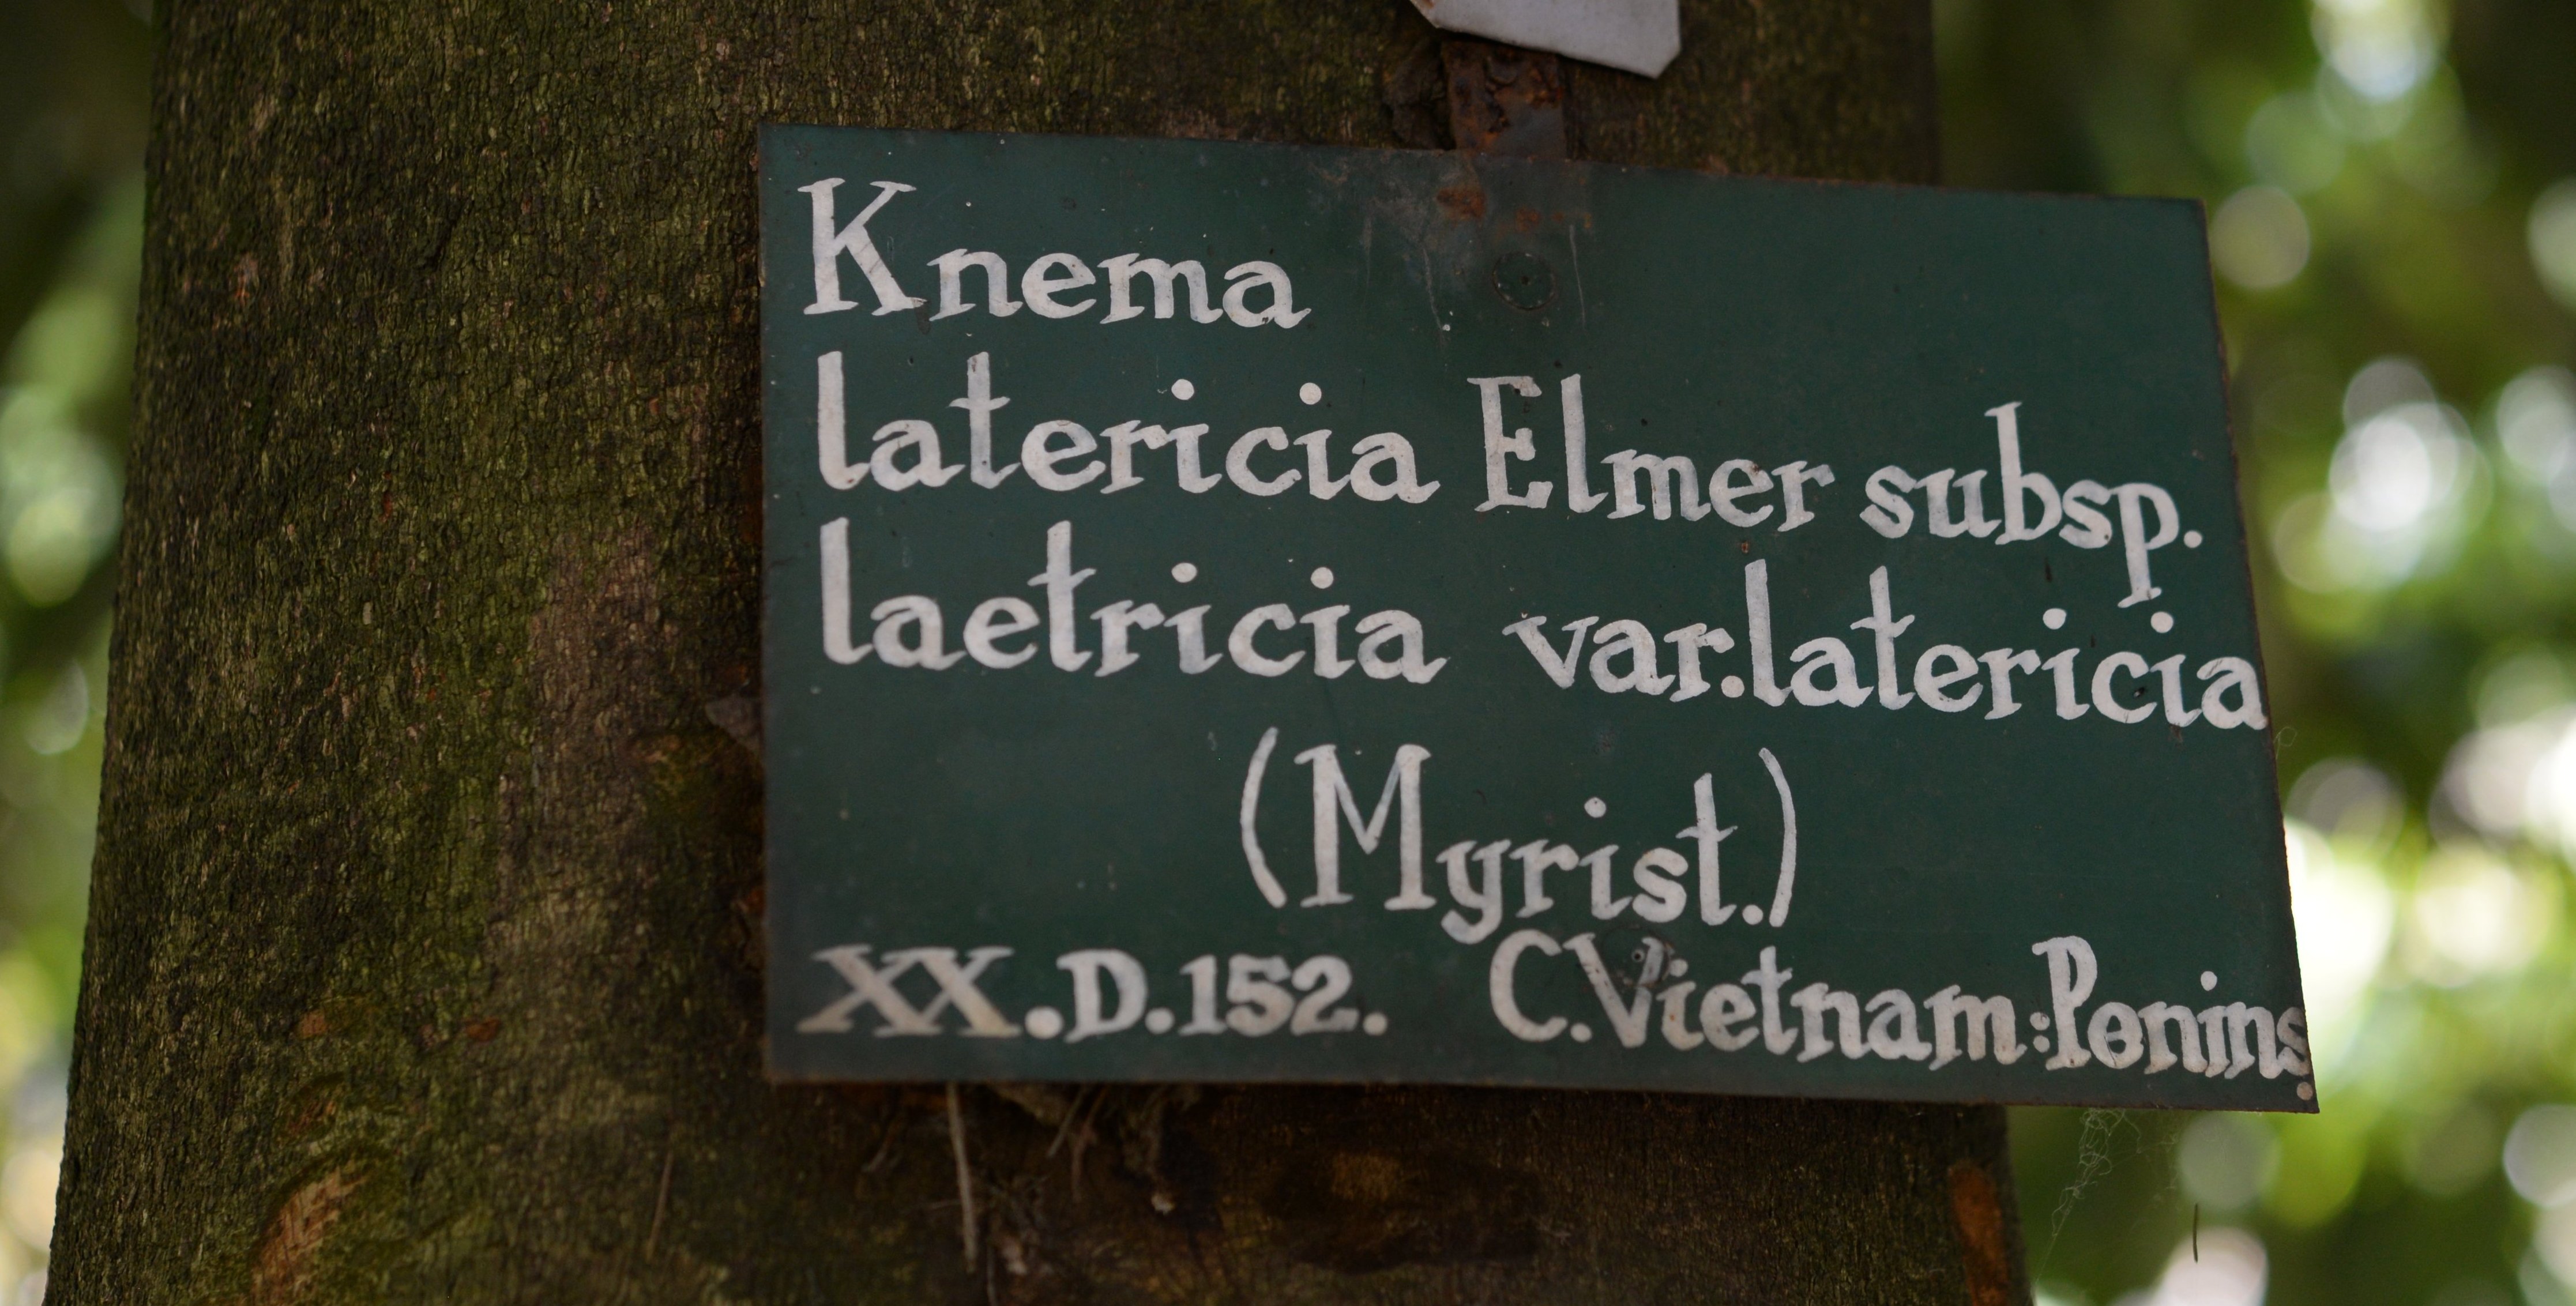 Knema
latericia Elmer subsp.
laetricia var.latericia
(Myrist.)
XX.D.152. C.Vietnam:Penins.